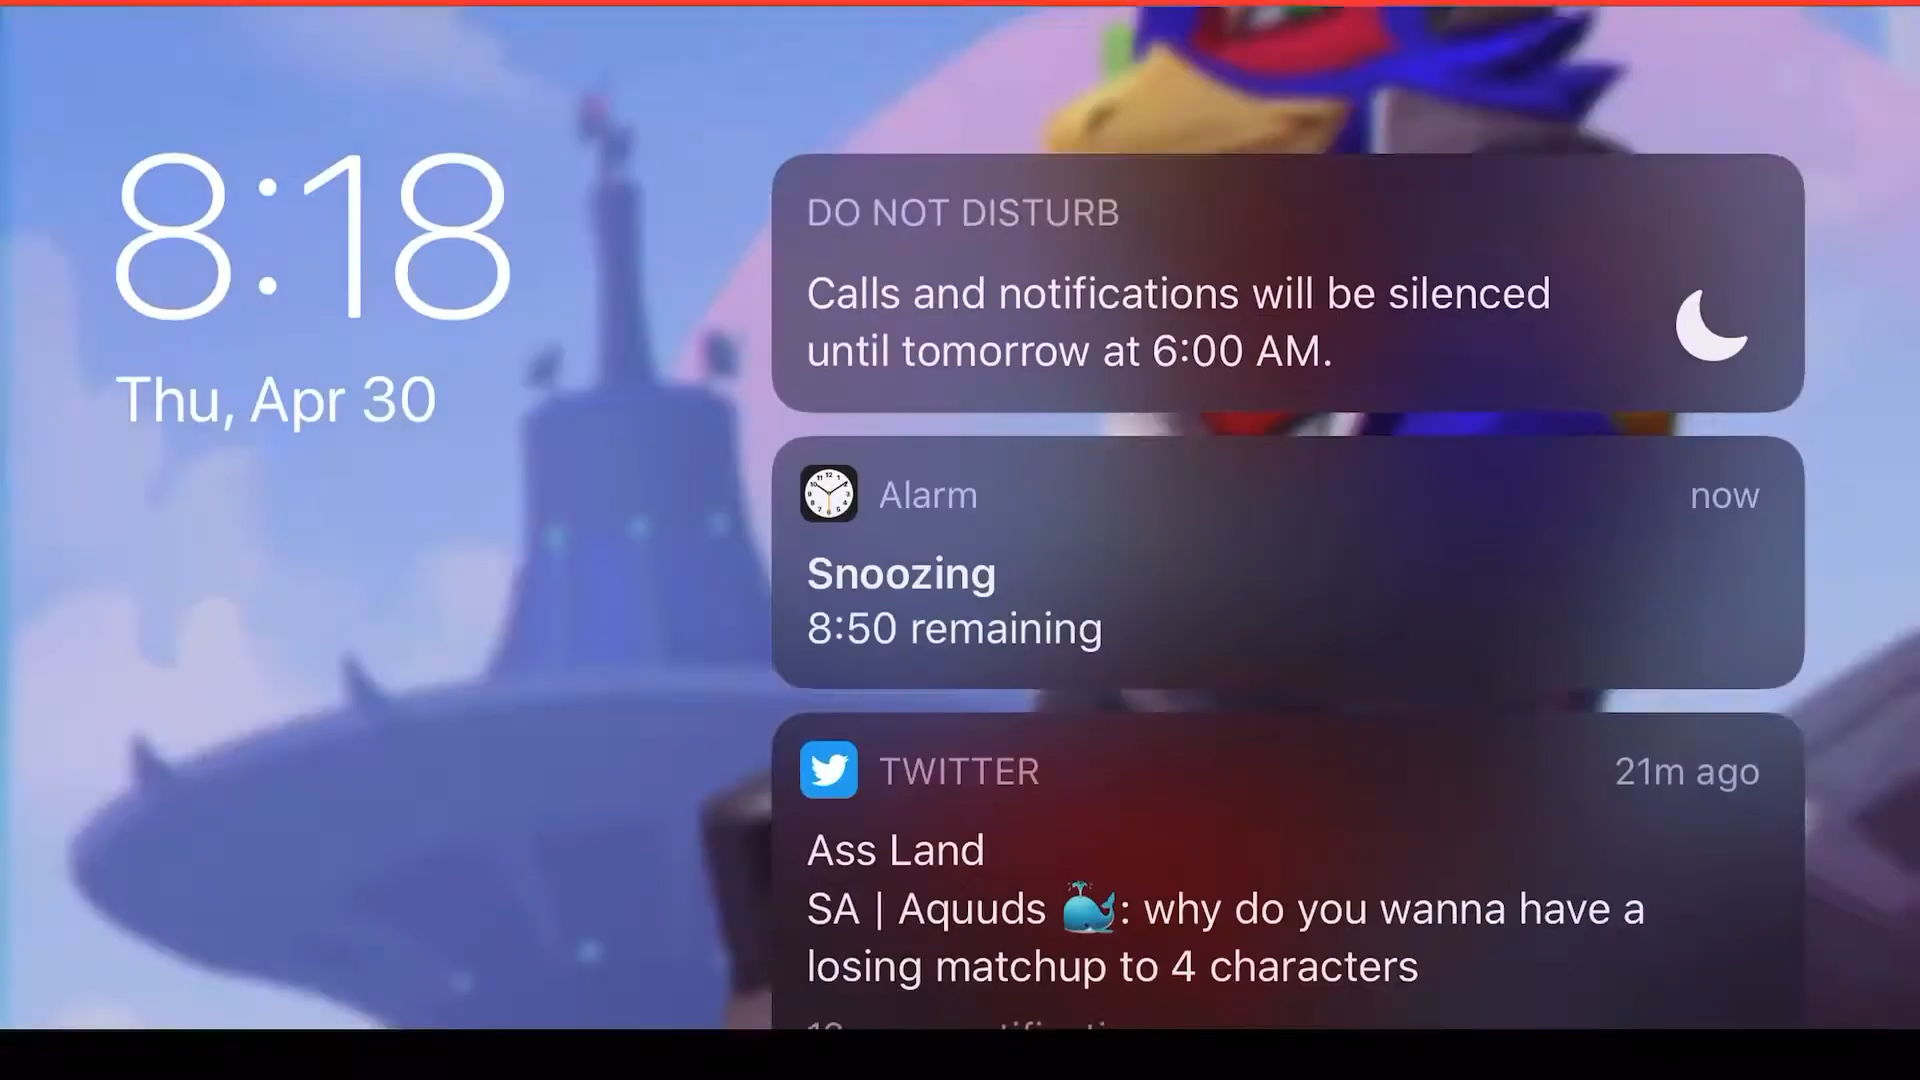 8:18
Thu, Apr 30
DO NOT DISTURB
Calls and notifications will be silenced
until tomorrow at 6:00 AM.
Alarm
now
Snoozing
8:50 remaining
TWITTER
21m ago
Ass Land
SA | Aquuds 🐳: why do you wanna have a
losing matchup to 4 characters